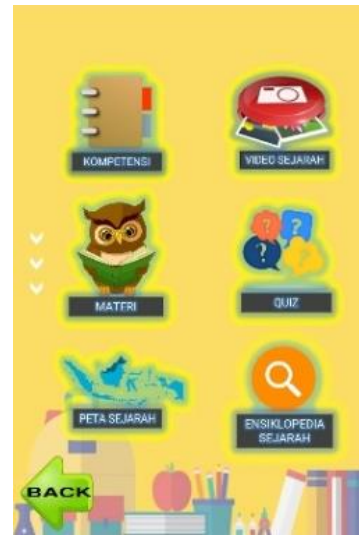 KOMPETENSI
VIDEO SEJARAH
MATERI
QUIZ
PETA SEJARAH
ENSIKLOPEDIA
SEJARAH
BACK